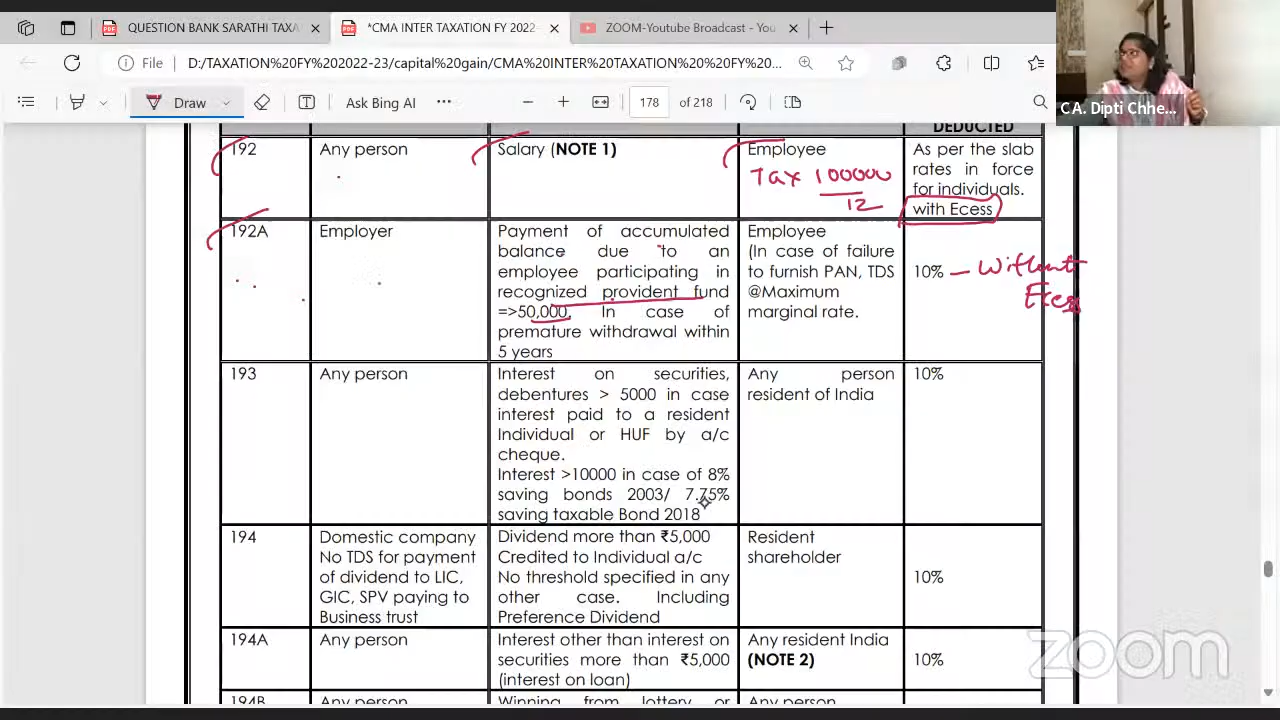 QUESTION BANK SARATHI TAXA
*CMA INTER TAXATION FY 2022-
ZOOM-Youtube Broadcast - You
File
D:/TAXATION%20FY%202022-23/capital%20gain/CMA%20INTER%20TAXATION%20%20FY%20...
Draw
Ask Bing AI
178
of 218
C A. Dipti Chhe...
DEDUCTED
192
Any person
Salary (NOTE 1)
Employee
Tax 100000
12
As per the slab
rates in force
for individuals.
with Ecess
192A
Employer
Payment of accumulated
balance due to an
employee participating in
recognized provident fund
=>50,000. In case of
premature withdrawal within
5 years
Employee
(In case of failure
to furnish PAN, TDS
@Maximum
marginal rate.
10%
- without
Ecess
193
Any person
Interest on securities,
debentures > 5000 in case
interest paid to a resident
Individual or HUF by a/c
cheque.
Interest >10000 in case of 8%
saving bonds 2003/ 7.75%
saving taxable Bond 2018
Any person
resident of India
10%
194
Domestic company
No TDS for payment
of dividend to LIC,
GIC, SPV paying to
Business trust
Dividend more than ₹5,000
Credited to Individual a/c
No threshold specified in any
other case. Including
Preference Dividend
Resident
shareholder
10%
194A
Any person
Interest other than interest on
securities more than ₹5,000
(interest on loan)
Any resident India
(NOTE 2)
10%
zoom
194B
Any person
Winning from lottery or
Any person